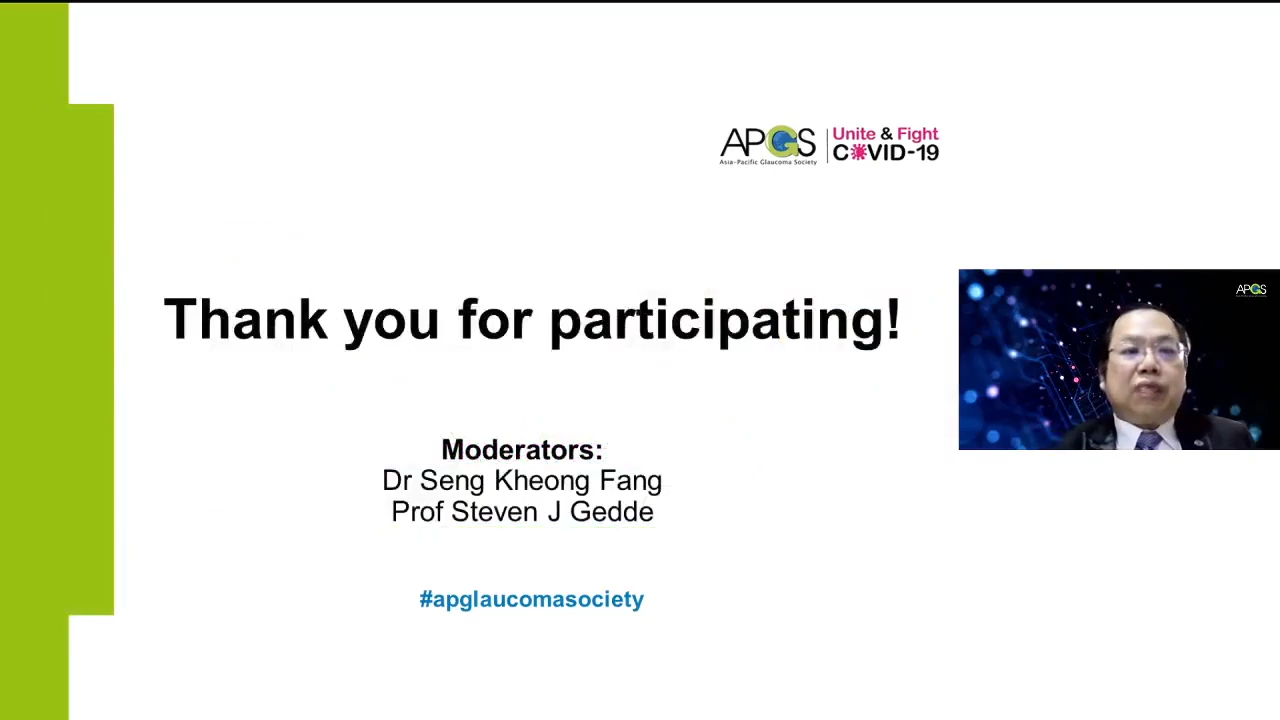 APGS
Asia-Pacific Glaucoma Society
Unite & Fight
COVID-19
Thank you for participating!
APGS
Moderators:
Dr Seng Kheong Fang
Prof Steven J Gedde
#apglaucomasociety